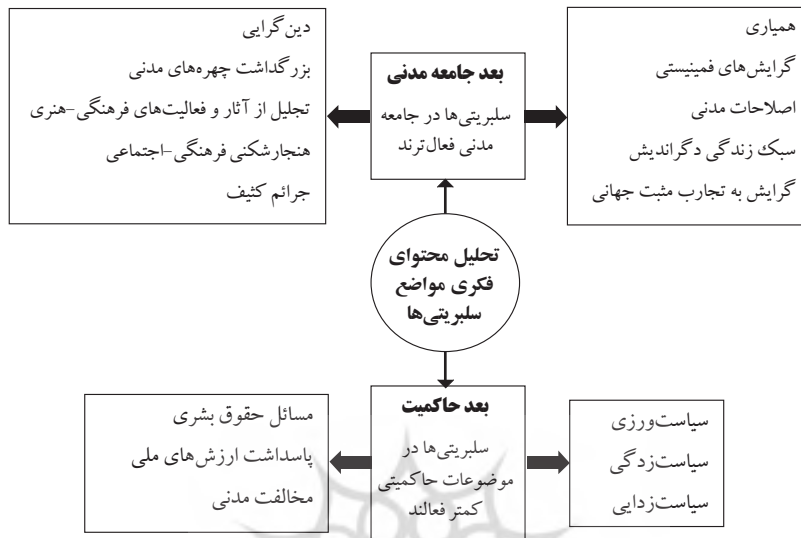 همیاری
گرایش‌های فمینیستی
اصلاحات مدنی
سبک زندگی دگراندیش
گرایش به تجارب مثبت جهانی
بعد جامعه مدنی
سلبریتی‌ها در جامعه
مدنی فعال‌ترند
دین‌گرایی
بزرگداشت چهره‌های مدنی
تجلیل از آثار و فعالیت‌های فرهنگی-هنری
هنجارشکنی فرهنگی-اجتماعی
جرائم کثیف
تحلیل محتوای
فکری مواضع
سلبریتی‌ها
سیاست‌ورزی
سیاست‌زدگی
سیاست‌زدایی
بعد حاکمیت
سلبریتی‌ها در
موضوعات حاکمیتی
کمتر فعالند
مسائل حقوق بشری
پاسداشت ارزش‌های ملی
مخالفت مدنی